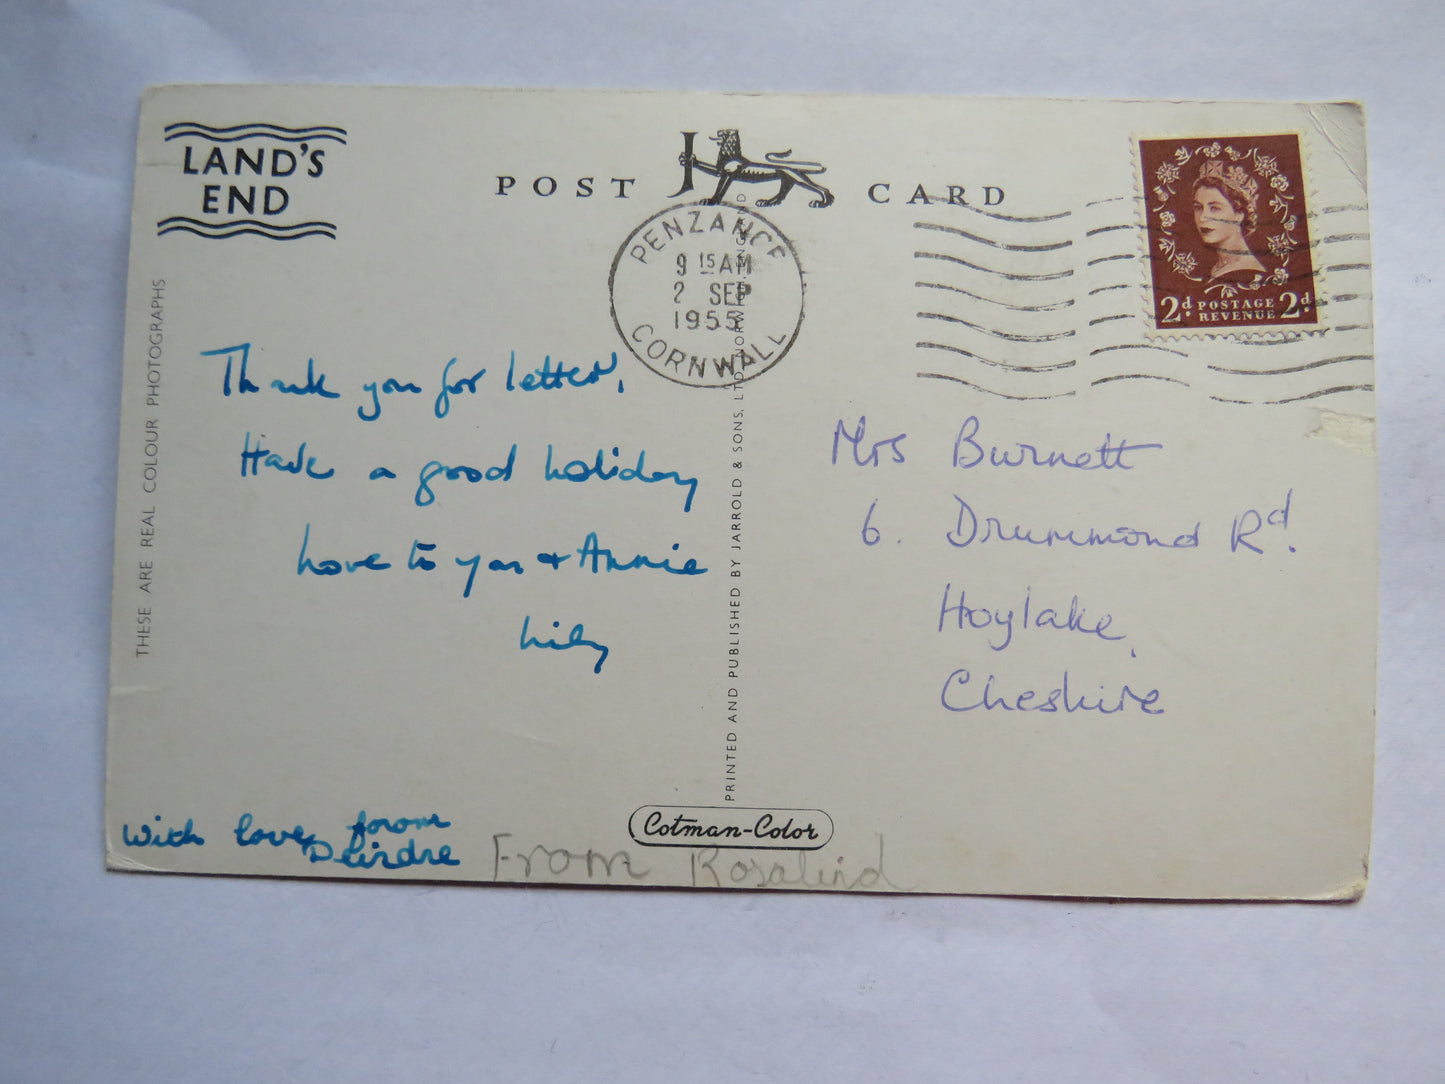 LAND'S
END
POST CARD
PENZANCE
9 15 AM
2 SEP
1955
CORNWALL
2d. POSTAGE 2d.
REVENUE
THESE ARE REAL COLOUR PHOTOGRAPHS
Thank you for letter,
Have a good holiday
Love to you & Annie
Lily
With love from
Deirdre
From Rosalind
PRINTED AND PUBLISHED BY JARROLD & SONS, LTD, NORWICH, ENGLAND
Cotman-Color
Mrs Burnett
6. Drummond Rd.
Hoylake,
Cheshire